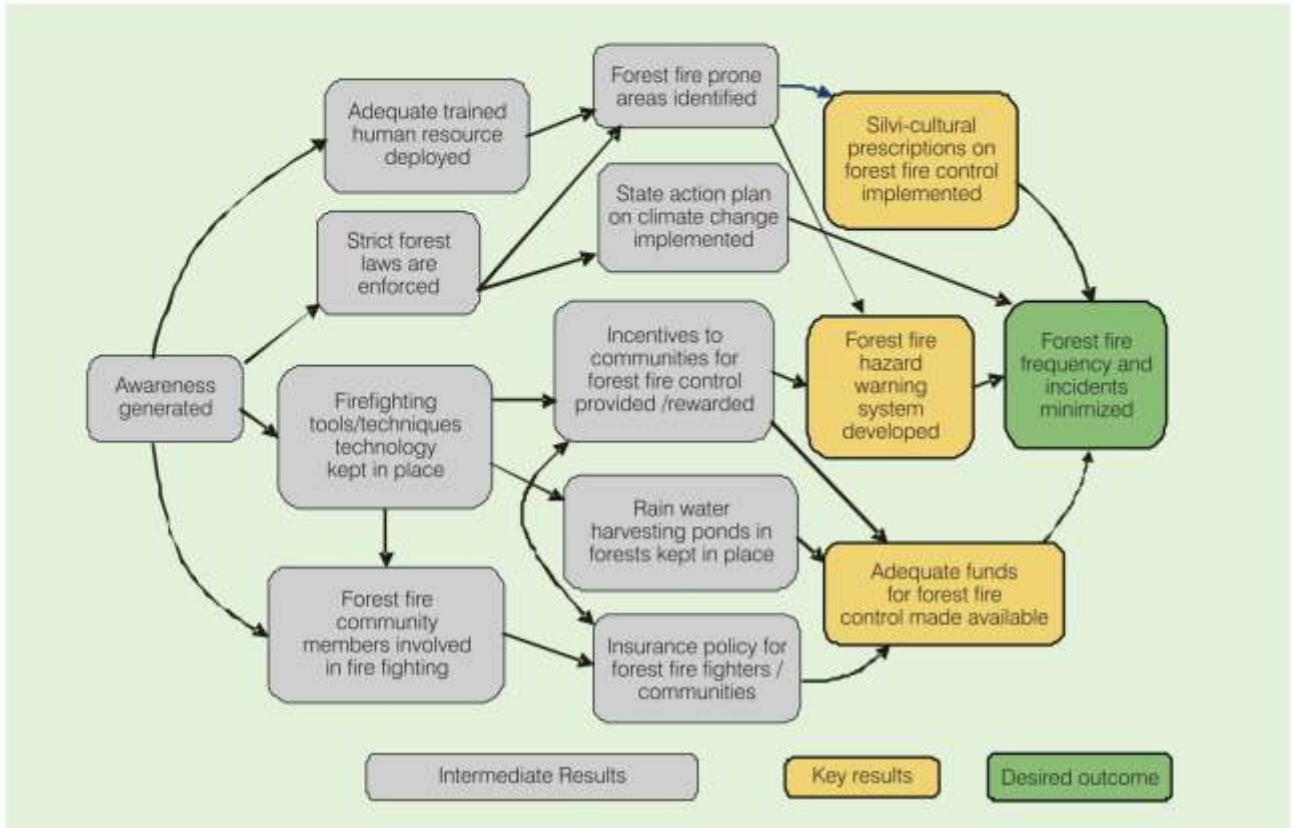 Forest fire prone
areas identified
Adequate trained
human resource
deployed
Silvi-cultural
prescriptions on
forest fire control
implemented
State action plan
on climate change
implemented
Strict forest
laws are
enforced
Incentives to
communities for
forest fire control
provided /rewarded
Forest fire
hazard
warning
system
developed
Forest fire
frequency and
incidents
minimized
Awareness
generated
Firefighting
tools/techniques
technology
kept in place
Rain water
harvesting ponds in
forests kept in place
Adequate funds
for forest fire
control made available
Forest fire
community
members involved
in fire fighting
Insurance policy for
forest fire fighters /
communities
Intermediate Results
Key results
Desired outcome